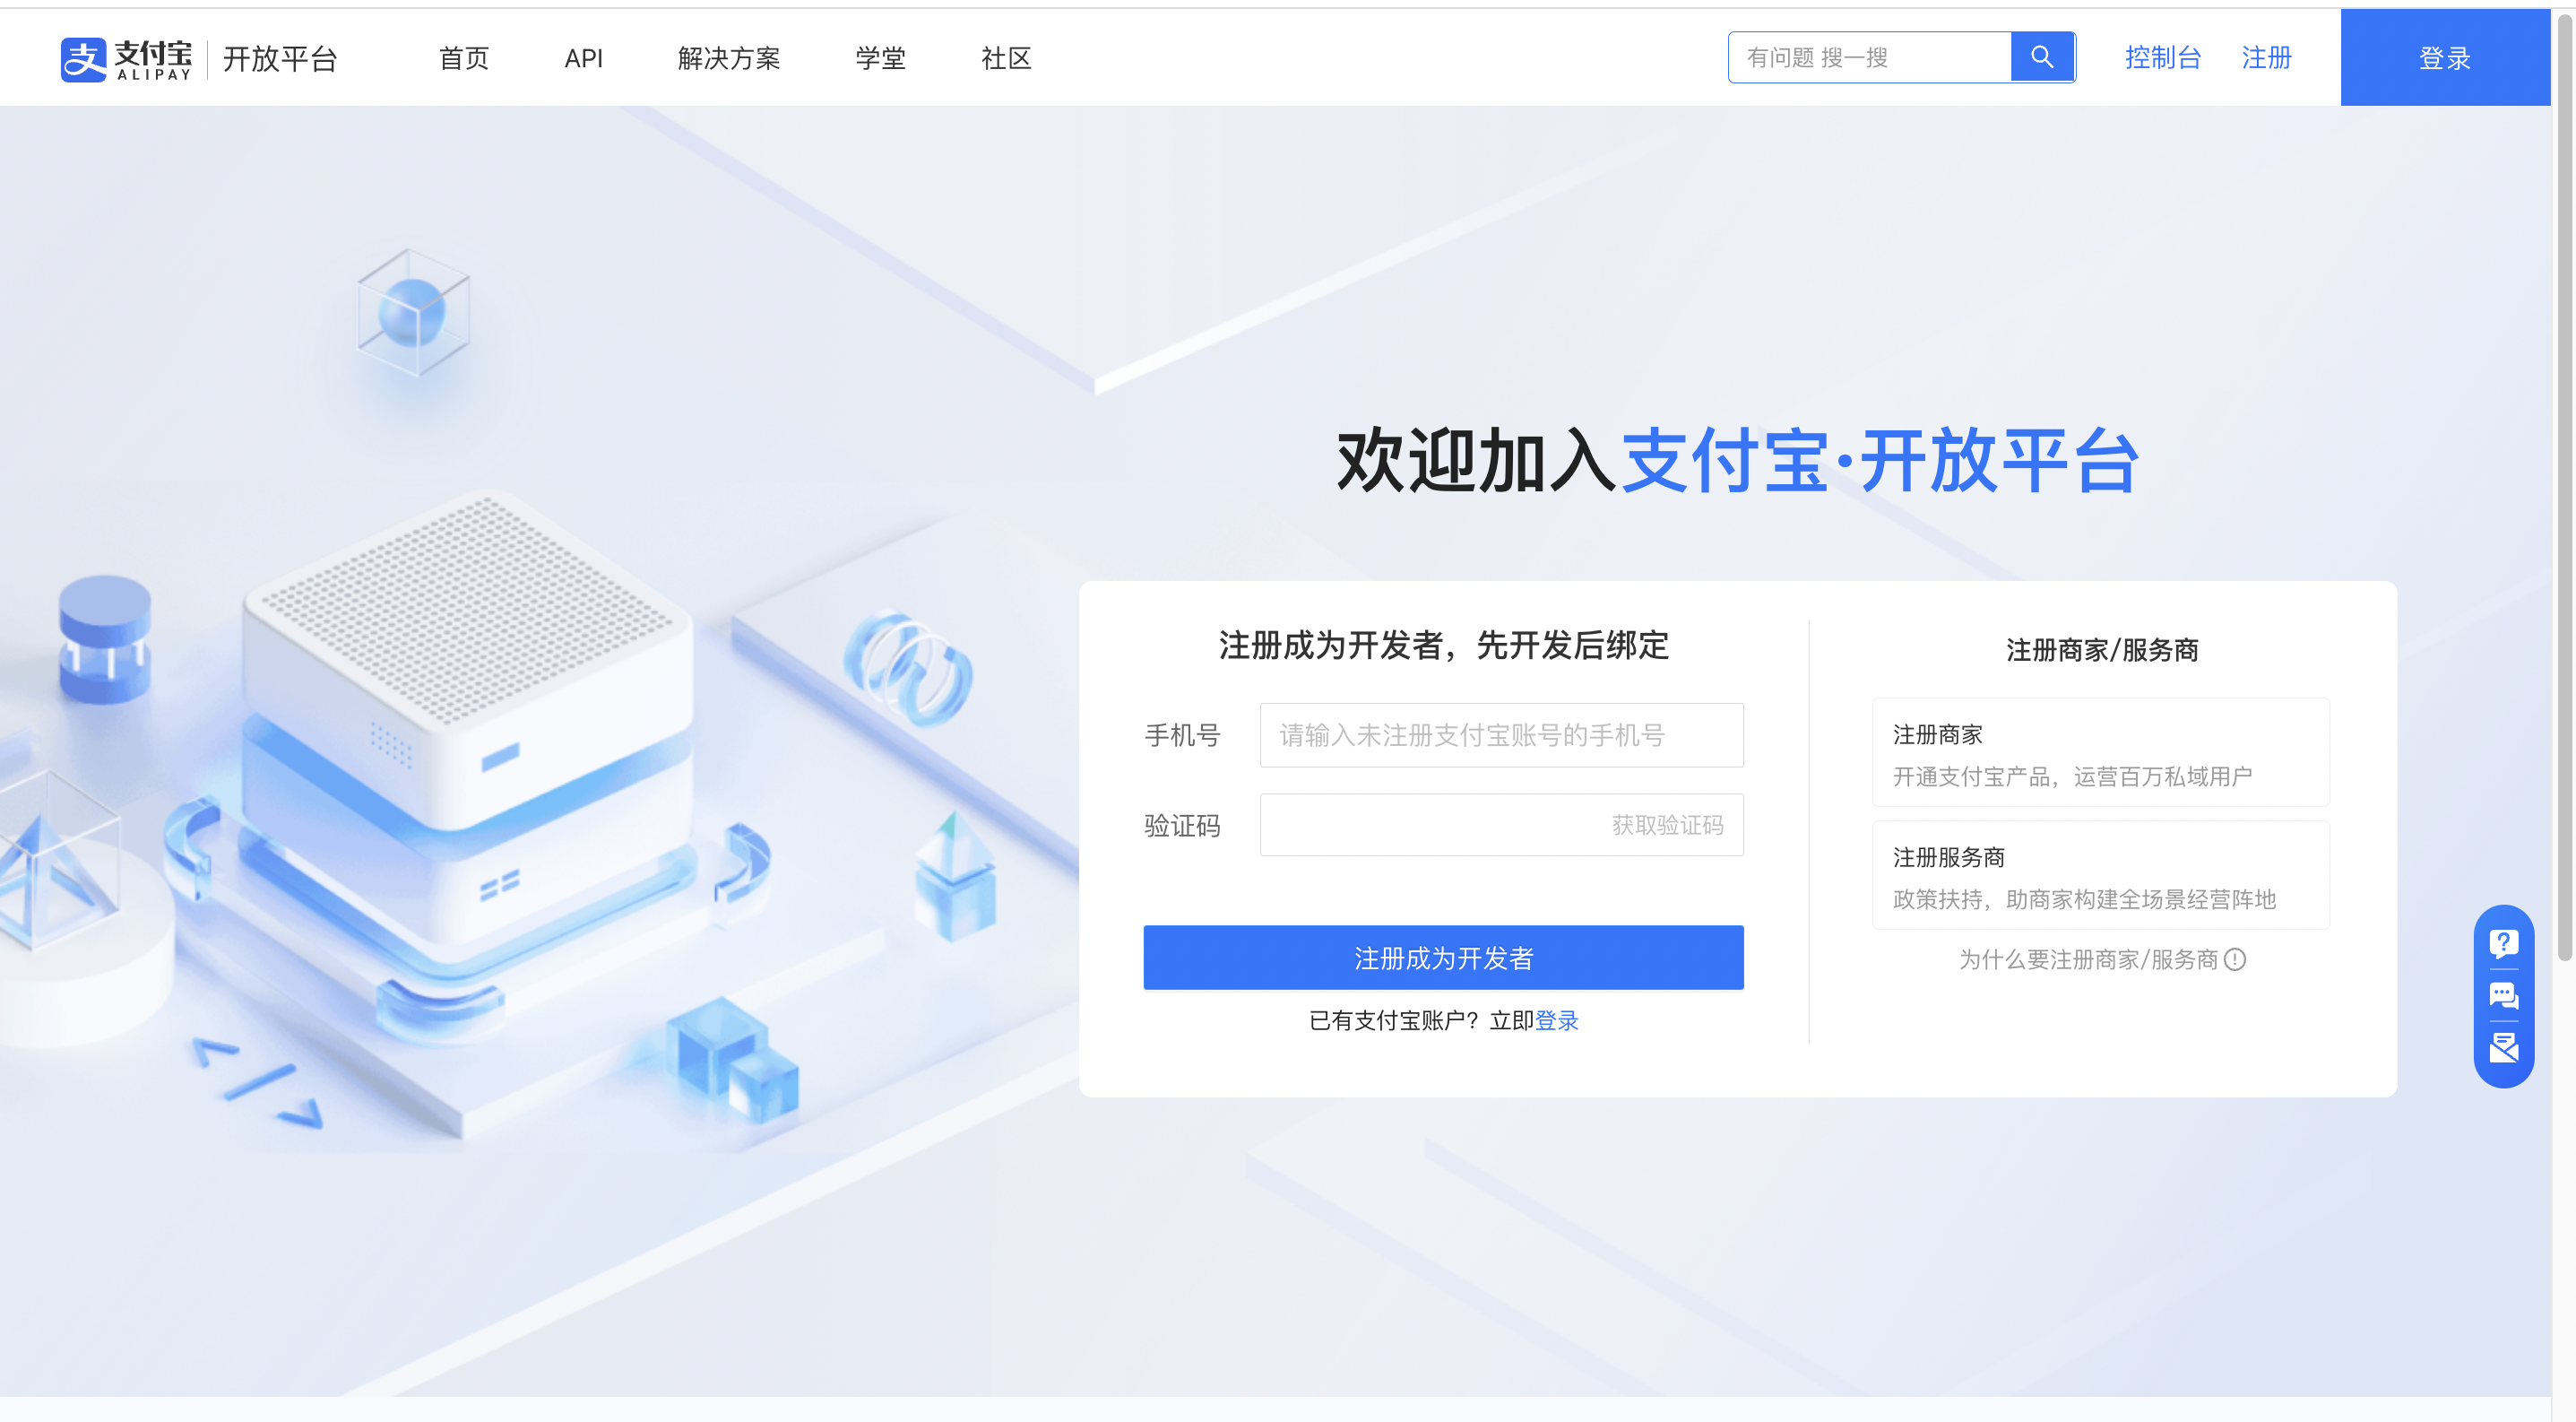 支付宝 ALIPAY 开放平台 首页 API 解决方案 学堂 社区 有问题 搜一搜 控制台 注册 登录
欢迎加入支付宝·开放平台
注册成为开发者，先开发后绑定
手机号 请输入未注册支付宝账号的手机号
验证码 获取验证码
注册成为开发者
已有支付宝账户？立即登录
注册商家/服务商
注册商家
开通支付宝产品，运营百万私域用户
注册服务商
政策扶持，助商家构建全场景经营阵地
为什么要注册商家/服务商